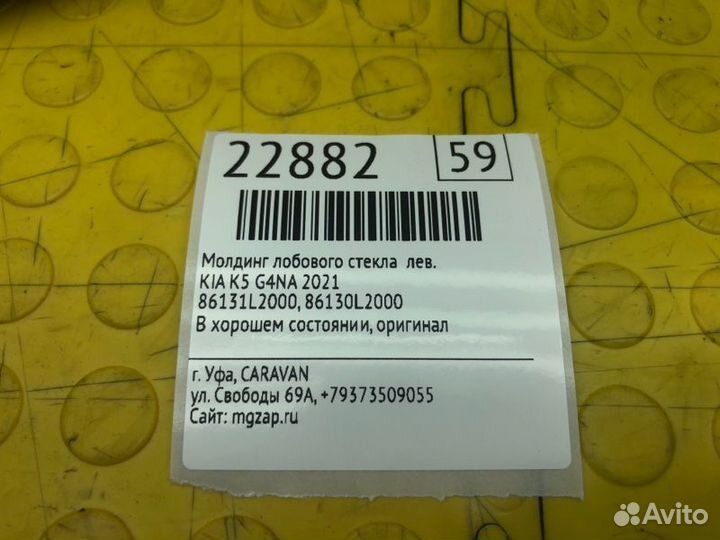 22882 59
Молдинг лобового стекла лев.
KIA K5 G4NA 2021
86131L2000, 86130L2000
В хорошем состоянии, оригинал
г. Уфа, CARAVAN
ул. Свободы 69А, +79373509055
Сайт: mgzap.ru
Avito